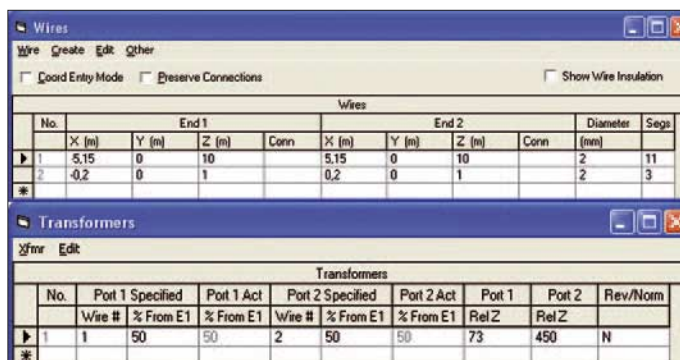 Wires
Wire Create Edit Other
Coord Entry Mode Preserve Connections Show Wire Insulation
Wires
No. End 1 End 2 Diameter Segs
X (m) Y (m) Z (m) Conn X (m) Y (m) Z (m) Conn (mm)
1 -5,15 0 10 5,15 0 10 2 11
2 -0,2 0 1 0,2 0 1 2 3
*
Transformers
Xfmr Edit
Transformers
No. Port 1 Specified Port 1 Act Port 2 Specified Port 2 Act Port 1 Port 2 Rev/Norm
Wire # % From E1 % From E1 Wire # % From E1 % From E1 Rel Z Rel Z
1 1 50 50 2 50 50 73 450 N
*